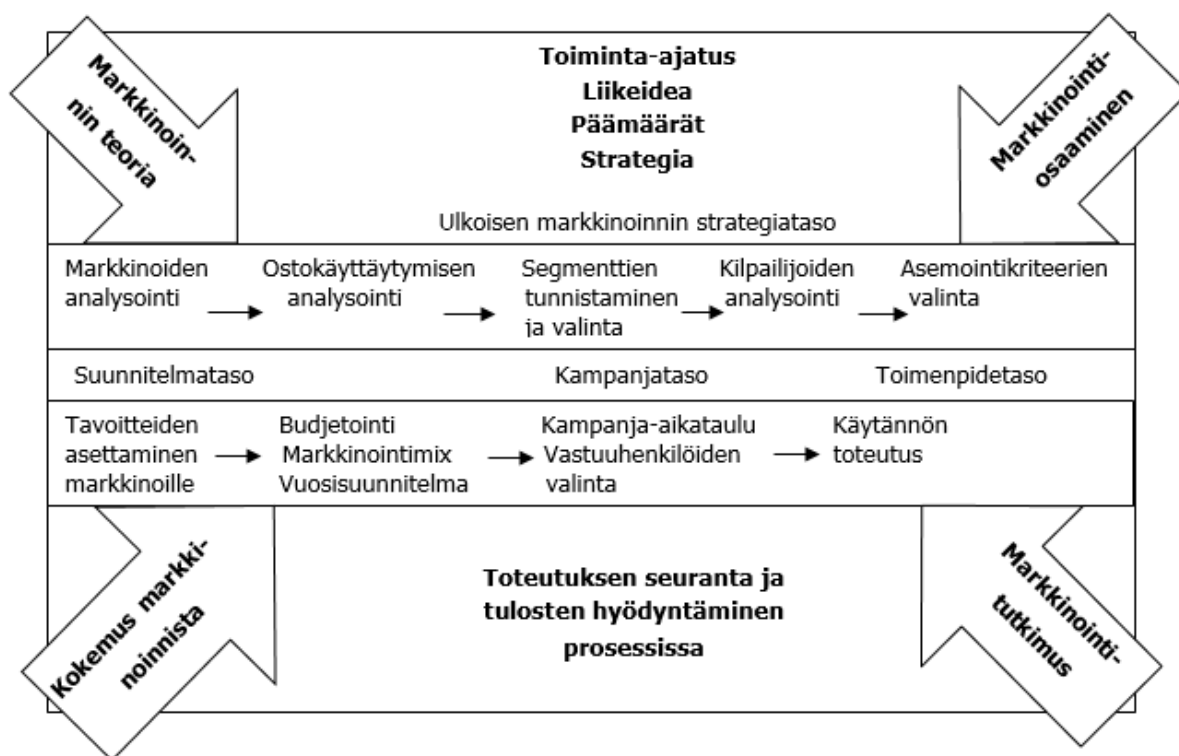 Markkinoin-
nin teoria
Toiminta-ajatus
Liikeidea
Päämäärät
Strategia
Markkinointi-
osaaminen
Ulkoisen markkinoinnin strategiataso
Markkinoiden
analysointi
Ostokäyttäytymisen
analysointi
Segmenttien
tunnistaminen
ja valinta
Kilpailijoiden
analysointi
Asemointikriteerien
valinta
Suunnitelmataso
Kampanjataso
Toimenpidetaso
Tavoitteiden
asettaminen
markkinoille
Budjetointi
Markkinointimix
Vuosisuunnitelma
Kampanja-aikataulu
Vastuuhenkilöiden
valinta
Käytännön
toteutus
Kokemus markki-
noinnista
Toteutuksen seuranta ja
tulosten hyödyntäminen
prosessissa
Markkinointi-
tutkimus